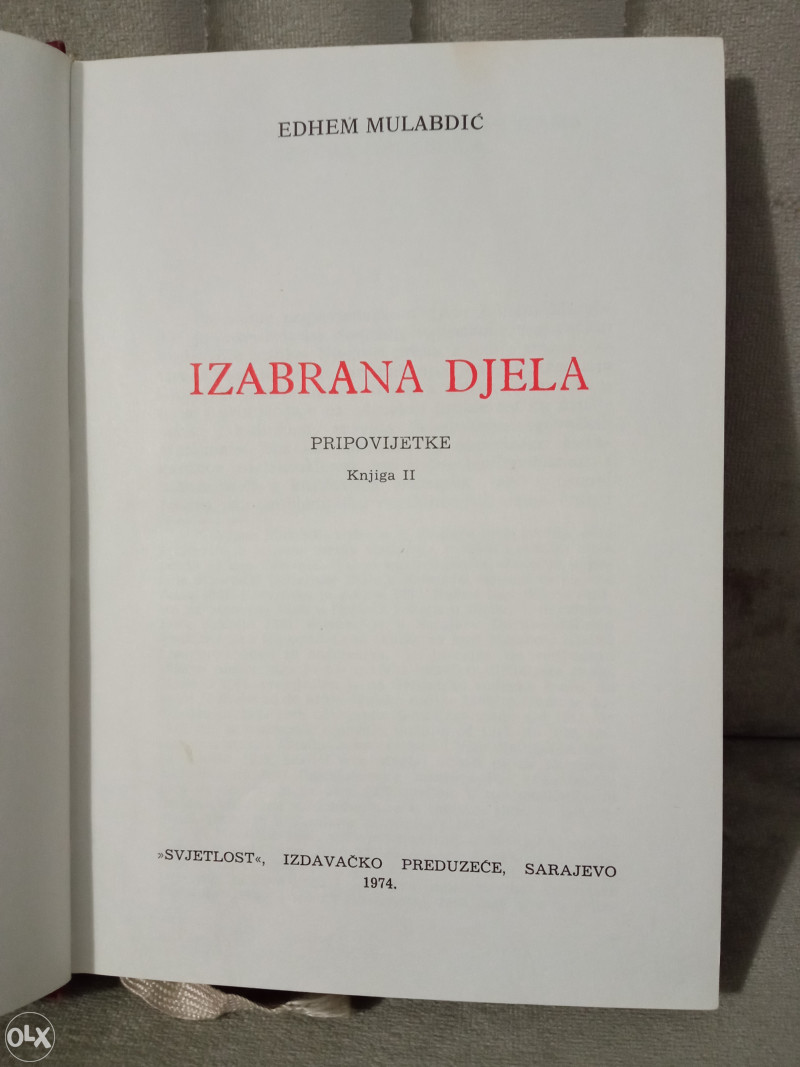 EDHEM MULABDIĆ
IZABRANA DJELA
PRIPOVIJETKE
Knjiga II
»SVJETLOST«, IZDAVAČKO PREDUZEĆE, SARAJEVO
1974.
OLX